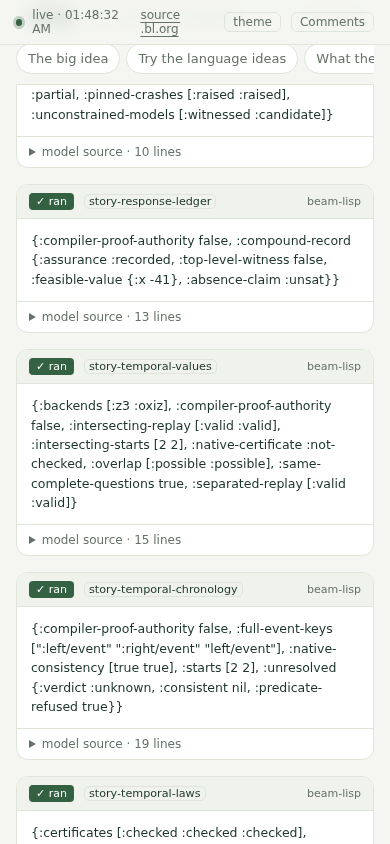 live · 01:48:32 AM
source .bl.org
theme
Comments
The big idea
Try the language ideas
What the
:partial, :pinned-crashes [:raised :raised],
:unconstrained-models [:witnessed :candidate]}
▶ model source · 10 lines
✓ ran story-response-ledger beam-lisp
{:compiler-proof-authority false, :compound-record
{:assurance :recorded, :top-level-witness false,
:feasible-value {:x -41}, :absence-claim :unsat}}
▶ model source · 13 lines
✓ ran story-temporal-values beam-lisp
{:backends [:z3 :oxiz], :compiler-proof-authority
false, :intersecting-replay [:valid :valid],
:intersecting-starts [2 2], :native-certificate :not-
checked, :overlap [:possible :possible], :same-
complete-questions true, :separated-replay [:valid
:valid]}
▶ model source · 15 lines
✓ ran story-temporal-chronology beam-lisp
{:compiler-proof-authority false, :full-event-keys
[":left/event" ":right/event" "left/event"], :native-
consistency [true true], :starts [2 2], :unresolved
{:verdict :unknown, :consistent nil, :predicate-
refused true}}
▶ model source · 19 lines
✓ ran story-temporal-laws beam-lisp
{:certificates [:checked :checked :checked],